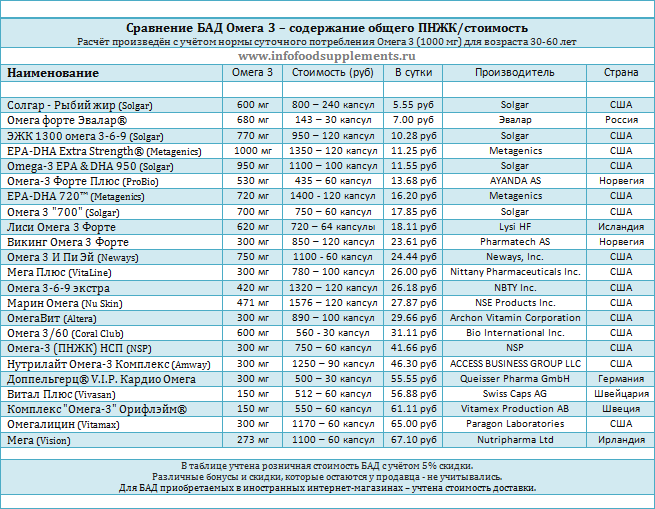 Сравнение БАД Омега 3 – содержание общего ПНЖК/стоимость
Расчёт произведён с учётом нормы суточного потребления Омега 3 (1000 мг) для возраста 30-60 лет
www.infofoodsupplements.ru
Наименование Омега 3 Стоимость (руб) В сутки Производитель Страна
Солгар - Рыбий жир (Solgar) 600 мг 800 – 240 капсул 5.55 руб Solgar США
Омега форте Эвалар® 680 мг 143 – 30 капсул 7.00 руб Эвалар Россия
ЭЖК 1300 омега 3-6-9 (Solgar) 770 мг 950 – 120 капсул 10.28 руб Solgar США
EPA-DHA Extra Strength® (Metagenics) 1000 мг 1350 – 120 капсул 11.25 руб Metagenics США
Omega-3 EPA & DHA 950 (Solgar) 950 мг 1100 – 100 капсул 11.55 руб Solgar США
Омега-3 Форте Плюс (ProBio) 530 мг 435 – 60 капсул 13.68 руб AYANDA AS Норвегия
EPA-DHA 720™ (Metagenics) 720 мг 1400 - 120 капсул 16.20 руб Metagenics США
Омега 3 "700" (Solgar) 700 мг 750 – 60 капсул 17.85 руб Solgar США
Лиси Омега 3 Форте 620 мг 720 – 64 капсулы 18.11 руб Lysi HF Исландия
Викинг Омега 3 Форте 300 мг 850 – 120 капсул 23.61 руб Pharmatech AS Норвегия
Омега 3 И Пи Эй (Neways) 750 мг 1100 - 60 капсул 24.44 руб Neways, Inc. США
Мега Плюс (VitaLine) 300 мг 780 – 100 капсул 26.00 руб Nittany Pharmaceuticals Inc. США
Омега 3-6-9 экстра 420 мг 1320 – 120 капсул 26.18 руб NBTY Inc. США
Марин Омега (Nu Skin) 471 мг 1576 – 120 капсул 27.87 руб NSE Products Inc. США
ОмегаВит (Altera) 300 мг 890 – 100 капсул 29.66 руб Archon Vitamin Corporation США
Омега 3/60 (Coral Club) 600 мг 560 - 30 капсул 31.11 руб Bio International Inc. США
Омега-3 (ПНЖК) НСП (NSP) 300 мг 750 – 60 капсул 41.66 руб NSP США
Нутрилайт Омега-3 Комплекс (Amway) 300 мг 1250 – 90 капсул 46.30 руб ACCESS BUSINESS GROUP LLC США
Доппельгерц® V.I.P. Кардио Омега 300 мг 500 – 30 капсул 55.55 руб Queisser Pharma GmbH Германия
Витал Плюс (Vivasan) 150 мг 512 – 60 капсул 56.88 руб Swiss Caps AG Швейцария
Комплекс "Омега-3" Орифлэйм® 150 мг 550 – 60 капсул 61.11 руб Vitamex Production AB Швеция
Омегалицин (Vitamax) 300 мг 1170 – 60 капсул 65.00 руб Paragon Laboratories США
Мега (Vision) 273 мг 1100 – 60 капсул 67.10 руб Nutripharma Ltd Ирландия
В таблице учтена розничная стоимость БАД с учётом 5% скидки.
Различные бонусы и скидки, которые остаются у продавца - не учитывались.
Для БАД приобретаемых в иностранных интернет-магазинах – учтена стоимость доставки.